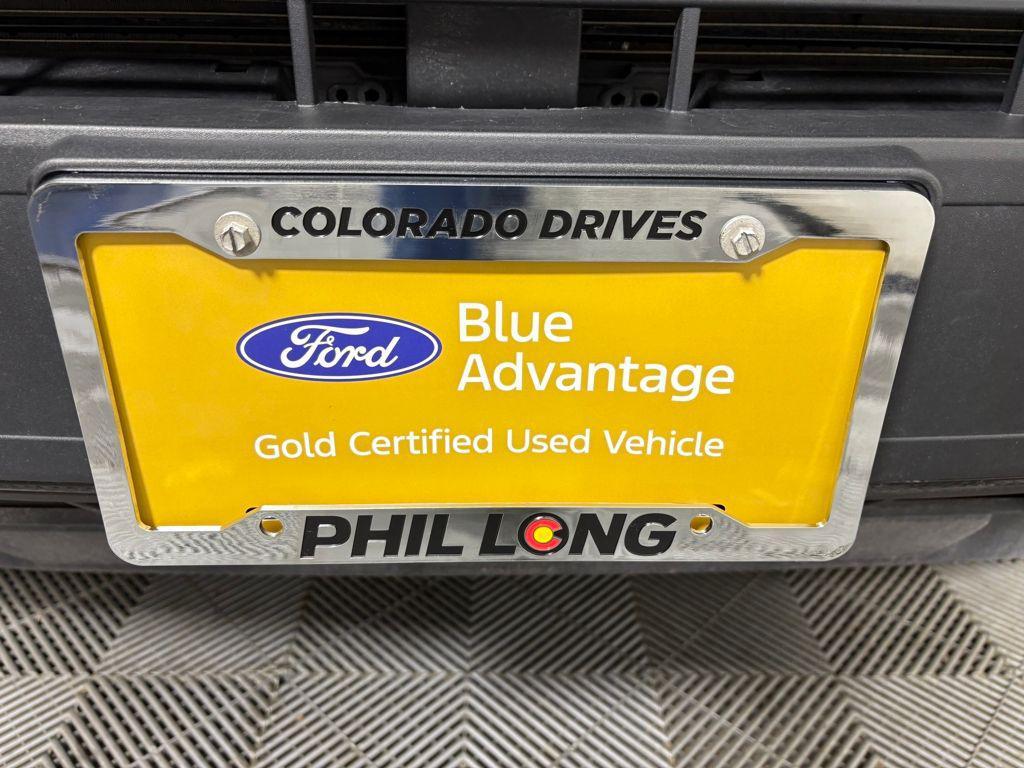 COLORADO DRIVES
Ford
Blue
Advantage
Gold Certified Used Vehicle
PHIL LONG